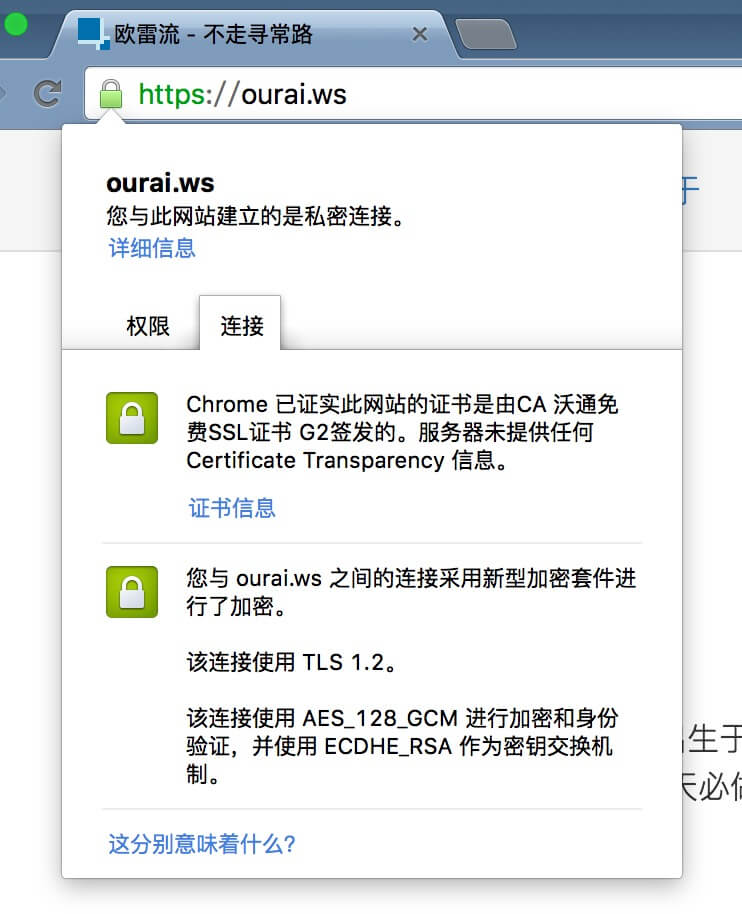 欧雷流 - 不走寻常路
https://ourai.ws
ourai.ws
您与此网站建立的是私密连接。
详细信息
于
权限
连接
Chrome 已证实此网站的证书是由CA 沃通免
费SSL证书 G2签发的。服务器未提供任何
Certificate Transparency 信息。
证书信息
您与 ourai.ws 之间的连接采用新型加密套件进
行了加密。
该连接使用 TLS 1.2。
该连接使用 AES_128_GCM 进行加密和身份
验证，并使用 ECDHE_RSA 作为密钥交换机
制。
生于
天必做
这分别意味着什么?